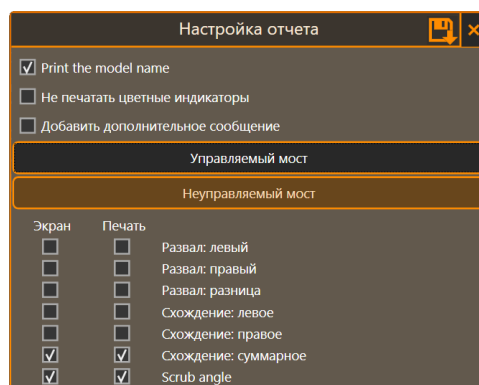 Настройка отчета
Print the model name
Не печатать цветные индикаторы
Добавить дополнительное сообщение
Управляемый мост
Неуправляемый мост
Экран Печать
Развал: левый
Развал: правый
Развал: разница
Схождение: левое
Схождение: правое
Схождение: суммарное
Scrub angle